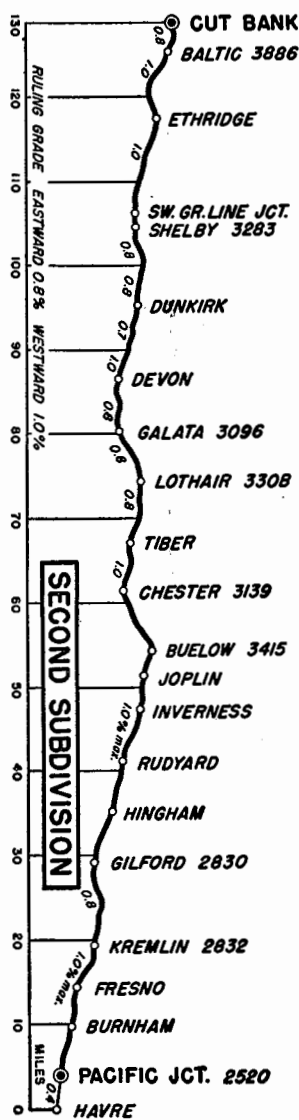 130
CUT BANK
0.8
BALTIC 3886
1.0
120
ETHRIDGE
1.0
110
SW. GR. LINE JCT.
SHELBY 3283
0.8
100
0.8
DUNKIRK
0.7
90
1.0
DEVON
0.8
80
GALATA 3096
0.6
LOTHAIR 3308
0.8
70
TIBER
1.0
CHESTER 3139
60
BUELOW 3415
JOPLIN
50
INVERNESS
1.0% max.
RUDYARD
40
HINGHAM
30
GILFORD 2830
0.8
20
KREMLIN 2832
1.0% max.
FRESNO
10
BURNHAM
MILES
PACIFIC JCT. 2520
0.4
0
HAVRE
RULING GRADE EASTWARD 0.8% WESTWARD 1.0%
SECOND SUBDIVISION